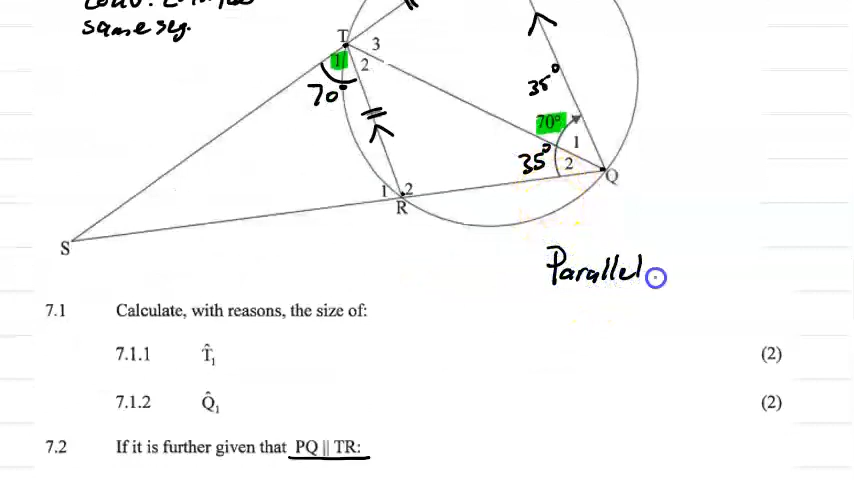 same seg.
T
3
1
2
70°
35°
70°
1
35°
2
Q
1
2
R
S
Parallel
7.1 Calculate, with reasons, the size of:
7.1.1 T̂₁ (2)
7.1.2 Q̂₁ (2)
7.2 If it is further given that PQ || TR: